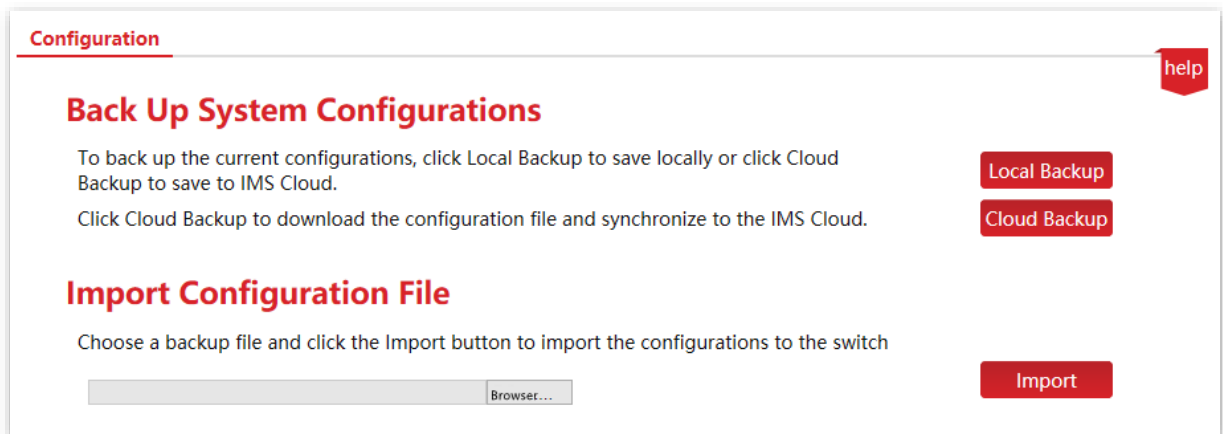 Configuration
help
Back Up System Configurations
To back up the current configurations, click Local Backup to save locally or click Cloud
Backup to save to IMS Cloud.
Local Backup
Click Cloud Backup to download the configuration file and synchronize to the IMS Cloud.
Cloud Backup
Import Configuration File
Choose a backup file and click the Import button to import the configurations to the switch
Browser...
Import